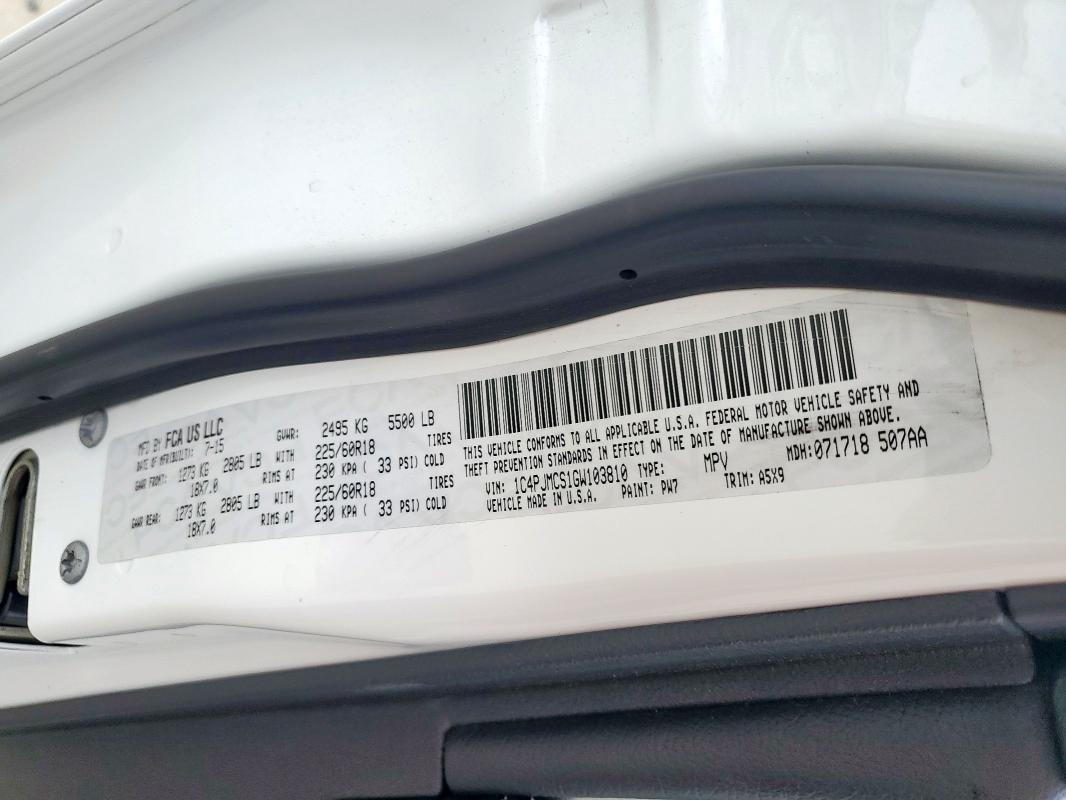 MFD BY FCA US LLC
DATE OF MFR(BUILT): 7-15 GVWR: 2495 KG 5500 LB
GAWR FRONT: 1273 KG 2805 LB WITH 225/60R18 TIRES
18X7.0 RIMS AT 230 KPA ( 33 PSI) COLD
GAWR REAR: 1273 KG 2805 LB WITH 225/60R18 TIRES
18X7.0 RIMS AT 230 KPA ( 33 PSI) COLD
THIS VEHICLE CONFORMS TO ALL APPLICABLE U.S.A. FEDERAL MOTOR VEHICLE SAFETY AND
THEFT PREVENTION STANDARDS IN EFFECT ON THE DATE OF MANUFACTURE SHOWN ABOVE.
VIN: 1C4PJMCS1GW103810 TYPE: MPV MDH: 071718 507AA
VEHICLE MADE IN U.S.A. PAINT: PW7 TRIM: A5X9